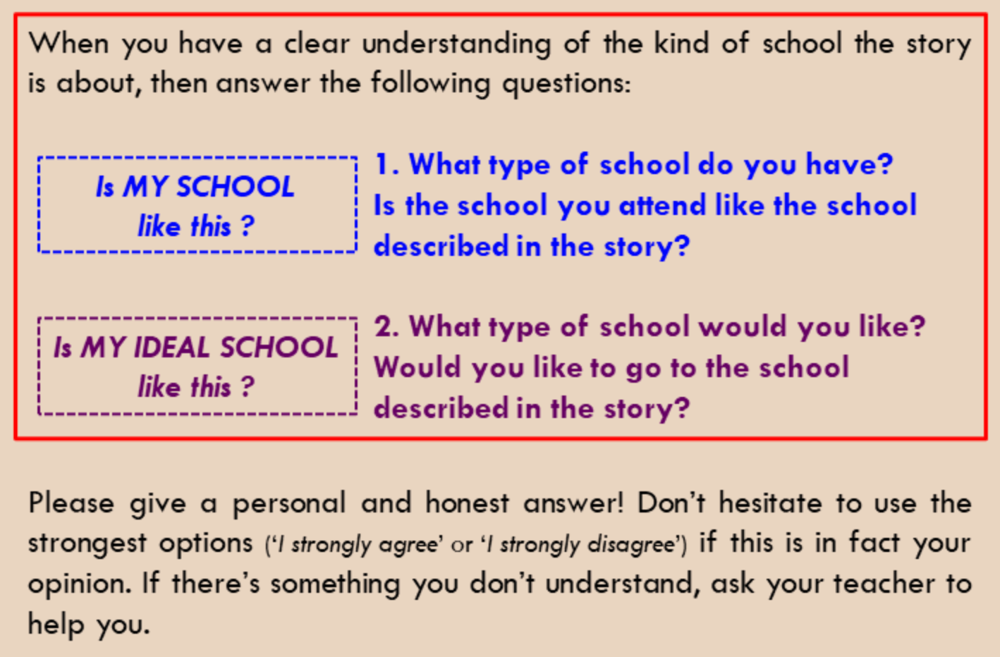 When you have a clear understanding of the kind of school the story
is about, then answer the following questions:
Is MY SCHOOL
like this ?
1. What type of school do you have?
Is the school you attend like the school
described in the story?
Is MY IDEAL SCHOOL
like this ?
2. What type of school would you like?
Would you like to go to the school
described in the story?
Please give a personal and honest answer! Don’t hesitate to use the
strongest options (‘I strongly agree’ or ‘I strongly disagree’) if this is in fact your
opinion. If there’s something you don’t understand, ask your teacher to
help you.